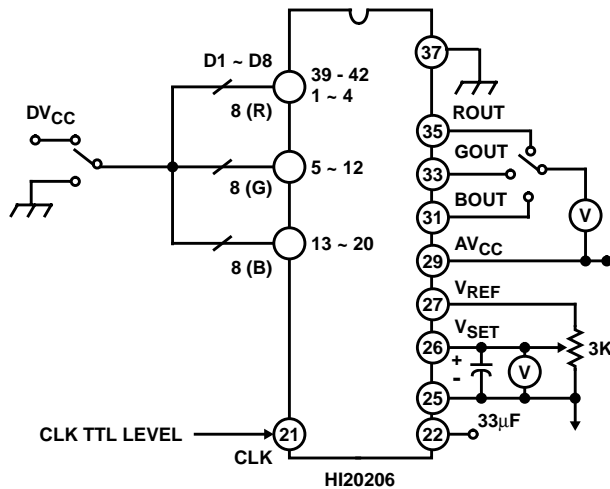 D1 ~ D8
39 - 42
1 ~ 4
8 (R)
DVCC
5 ~ 12
8 (G)
13 ~ 20
8 (B)
CLK TTL LEVEL
21
CLK
37
ROUT
35
GOUT
33
BOUT
31
V
AVCC
29
VREF
27
VSET
26
3K
+
-
V
25
33μF
22
HI20206